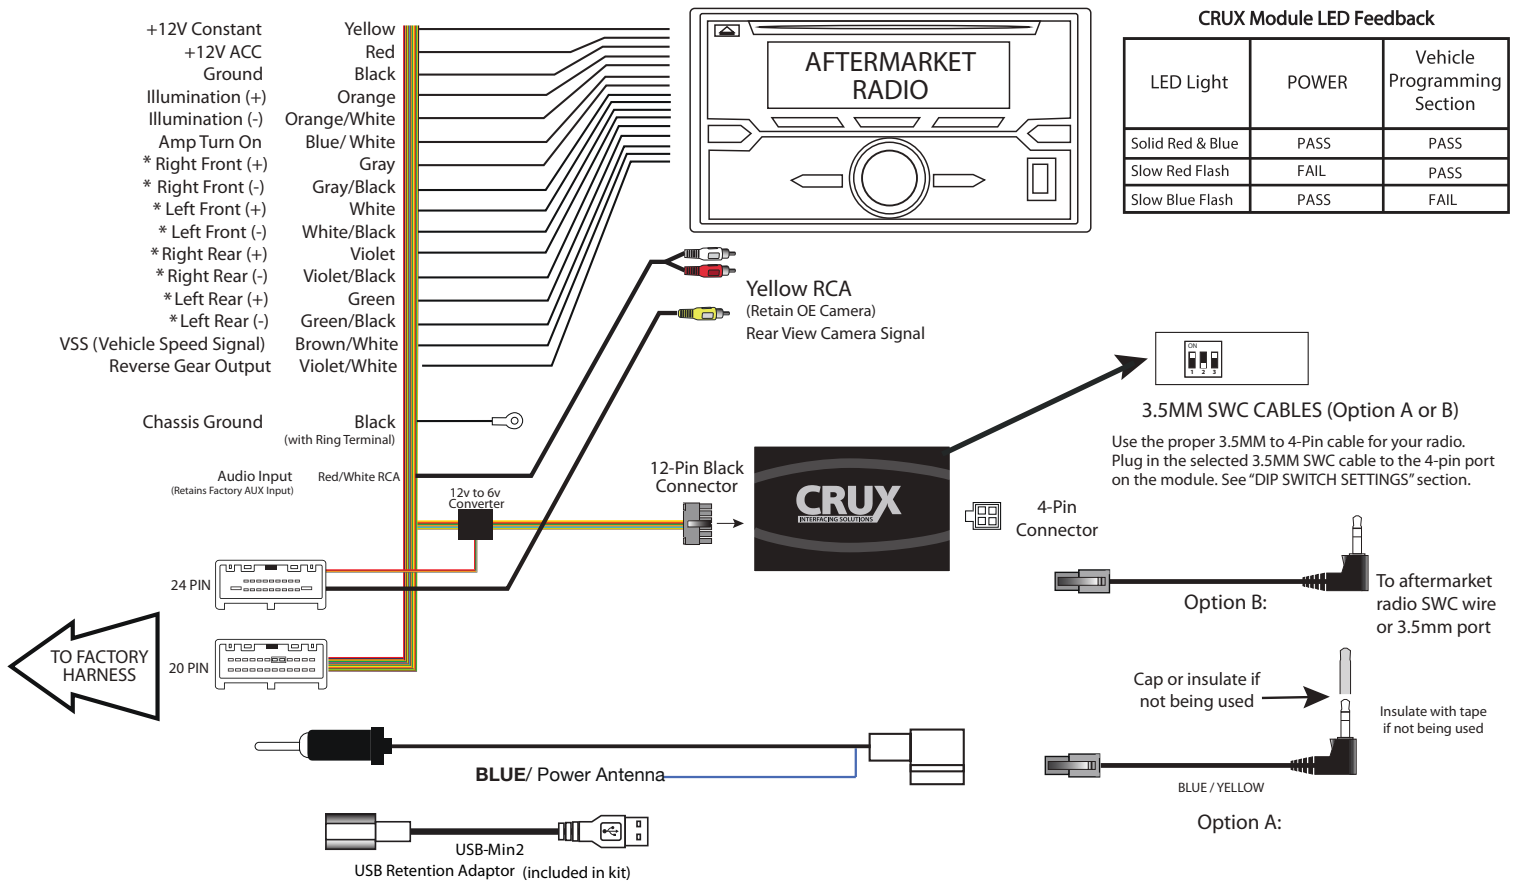 +12V Constant Yellow
+12V ACC Red
Ground Black
Illumination (+) Orange
Illumination (-) Orange/White
Amp Turn On Blue/ White
* Right Front (+) Gray
* Right Front (-) Gray/Black
* Left Front (+) White
* Left Front (-) White/Black
* Right Rear (+) Violet
* Right Rear (-) Violet/Black
* Left Rear (+) Green
* Left Rear (-) Green/Black
VSS (Vehicle Speed Signal) Brown/White
Reverse Gear Output Violet/White
Chassis Ground Black
(with Ring Terminal)
Audio Input Red/White RCA
(Retains Factory AUX Input)
AFTERMARKET
RADIO
CRUX Module LED Feedback
LED Light POWER Vehicle
Programming
Section
Solid Red & Blue PASS PASS
Slow Red Flash FAIL PASS
Slow Blue Flash PASS FAIL
Yellow RCA
(Retain OE Camera)
Rear View Camera Signal
ON
1 2 3
3.5MM SWC CABLES (Option A or B)
Use the proper 3.5MM to 4-Pin cable for your radio.
Plug in the selected 3.5MM SWC cable to the 4-pin port
on the module. See “DIP SWITCH SETTINGS” section.
12v to 6v
Converter
12-Pin Black
Connector
CRUX
INTERFACING SOLUTIONS
4-Pin
Connector
24 PIN
20 PIN
TO FACTORY
HARNESS
Option B:
To aftermarket
radio SWC wire
or 3.5mm port
Cap or insulate if
not being used
Insulate with tape
if not being used
BLUE / YELLOW
Option A:
BLUE/ Power Antenna
USB-Min2
USB Retention Adaptor (included in kit)